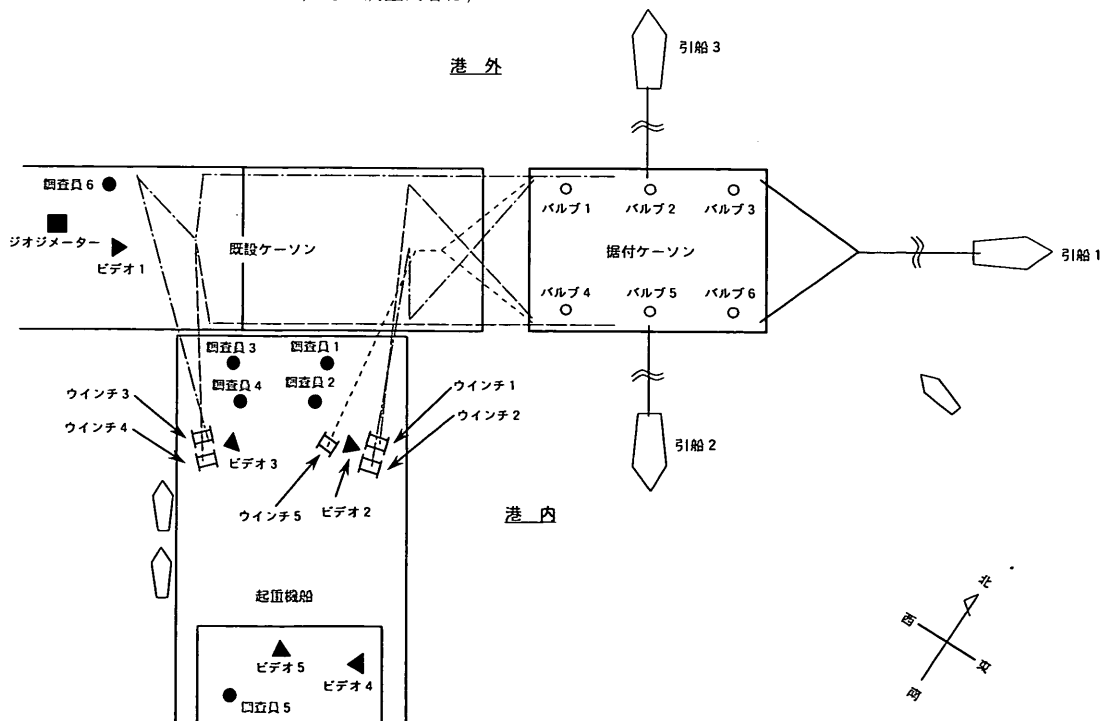 引船3
港 外
調査員6
ジオジメーター
ビデオ1
既設ケーソン
バルブ1
バルブ2
バルブ3
据付ケーソン
引船1
バルブ4
バルブ5
バルブ6
調査員3
調査員1
調査員4
調査員2
ウインチ3
ウインチ4
ウインチ1
ウインチ2
ビデオ3
引船2
ウインチ5
ビデオ2
港 内
起重機船
北
西
東
南
ビデオ5
ビデオ4
調査員5